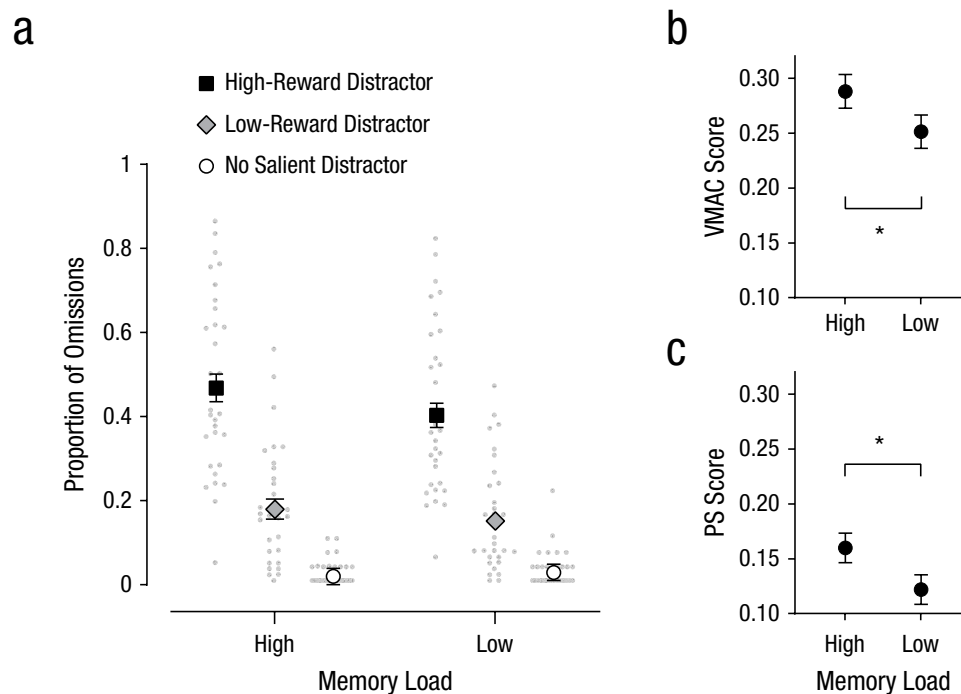 a
High-Reward Distractor
Low-Reward Distractor
No Salient Distractor
Proportion of Omissions
1
0.8
0.6
0.4
0.2
0
High
Low
Memory Load
b
VMAC Score
0.30
0.25
0.20
0.15
0.10
*
High
Low
c
PS Score
0.30
0.25
0.20
0.15
0.10
*
High
Low
Memory Load